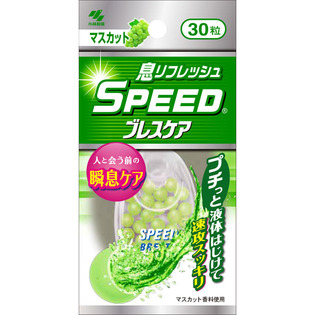 マスカット
30粒
息リフレッシュ
SPEED®
ブレスケア
人と会う前の
瞬息ケア
プチっと液体はじけて
速攻スッキリ
SPEED
BREATH
マスカット香料使用